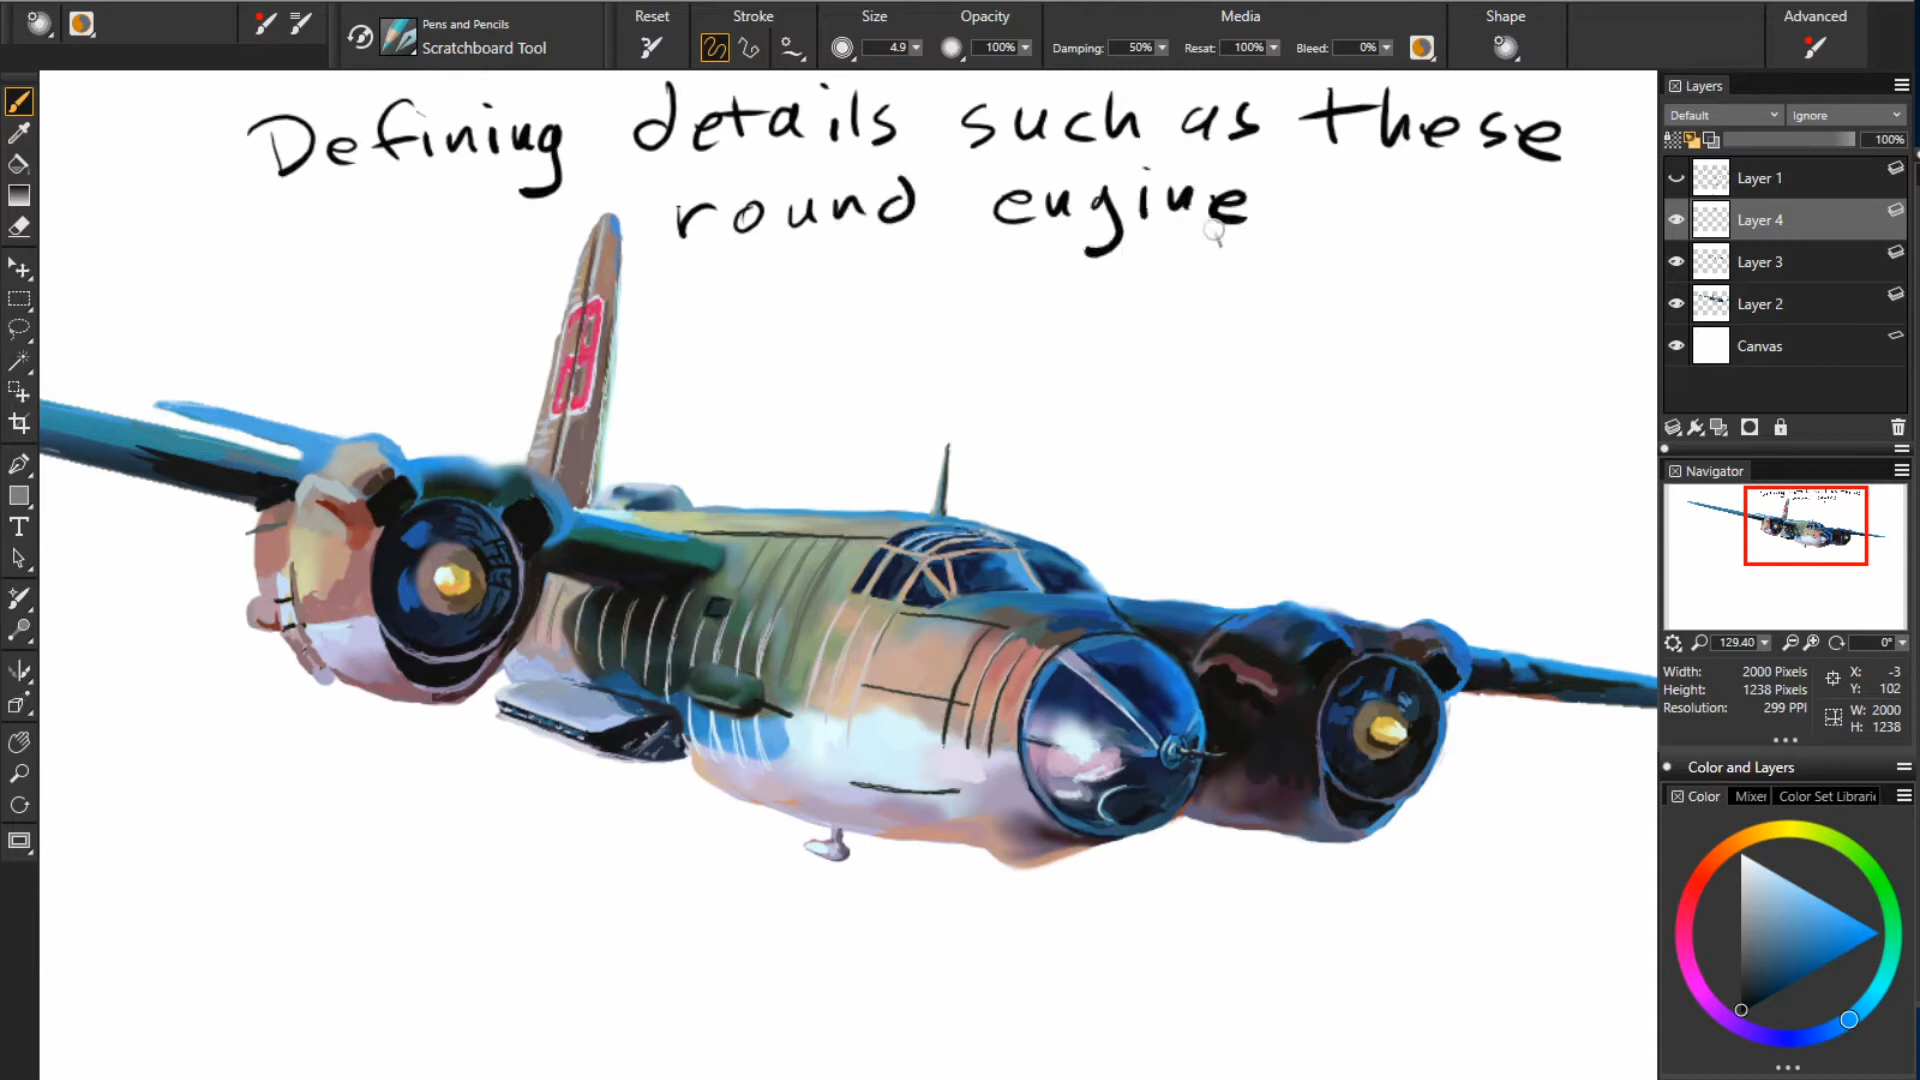 Reset
Stroke
Size
Opacity
Media
Shape
Advanced
Pens and Pencils
Scratchboard Tool
4.9
100%
Damping: 50%
Resat: 100%
Bleed: 0%
Defining details such as these
round engine
Layers
Default
Ignore
100%
Layer 1
Layer 4
Layer 3
Layer 2
Canvas
Navigator
129.40
0°
Width: 2000 Pixels
Height: 1238 Pixels
Resolution: 299 PPI
X: -3
Y: 102
W: 2000
H: 1238
Color and Layers
Color
Mixer
Color Set Librarie
T